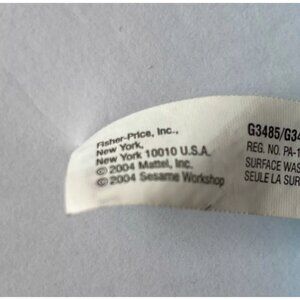 Fisher-Price, Inc.,
New York,
New York 10010 U.S.A.
© 2004 Mattel, Inc.
© 2004 Sesame Workshop
G3485/G34
REG. NO. PA-1
SURFACE WAS
SEULE LA SUR